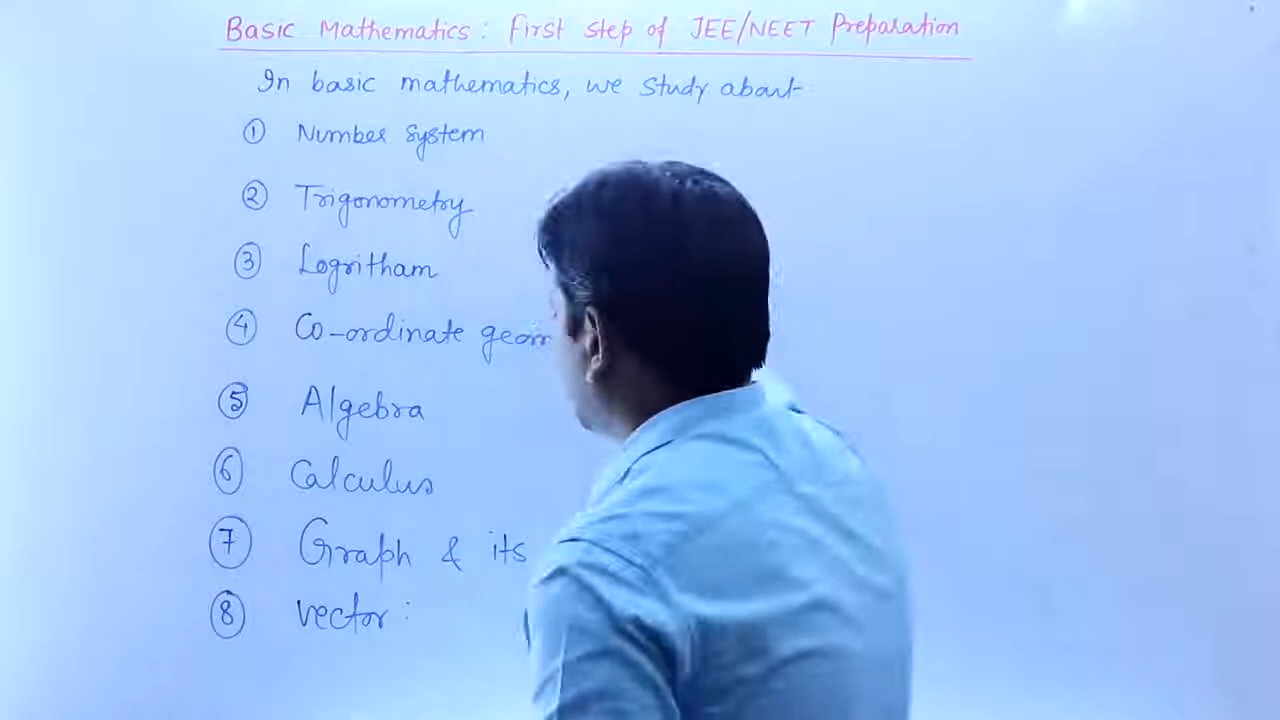 Basic Mathematics: First step of JEE/NEET Preparation
In basic mathematics, we study about
① Number System
② Trigonometry
③ Logritham
④ Co-ordinate geom
⑤ Algebra
⑥ Calculus
⑦ Graph & its
⑧ vector: